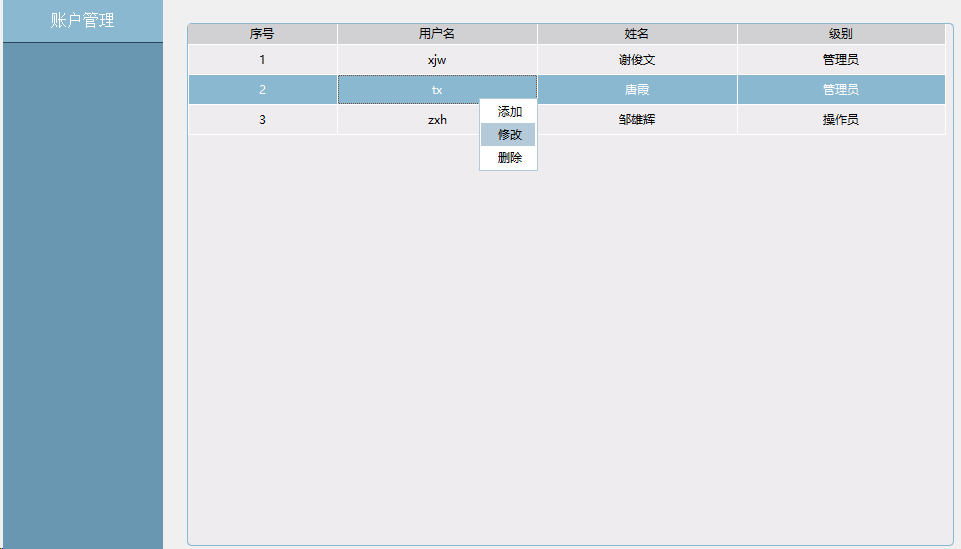 账户管理
序号 用户名 姓名 级别
1 xjw 谢俊文 管理员
2 tx 唐霞 管理员
3 zxh 邹雄辉 操作员
添加
修改
删除